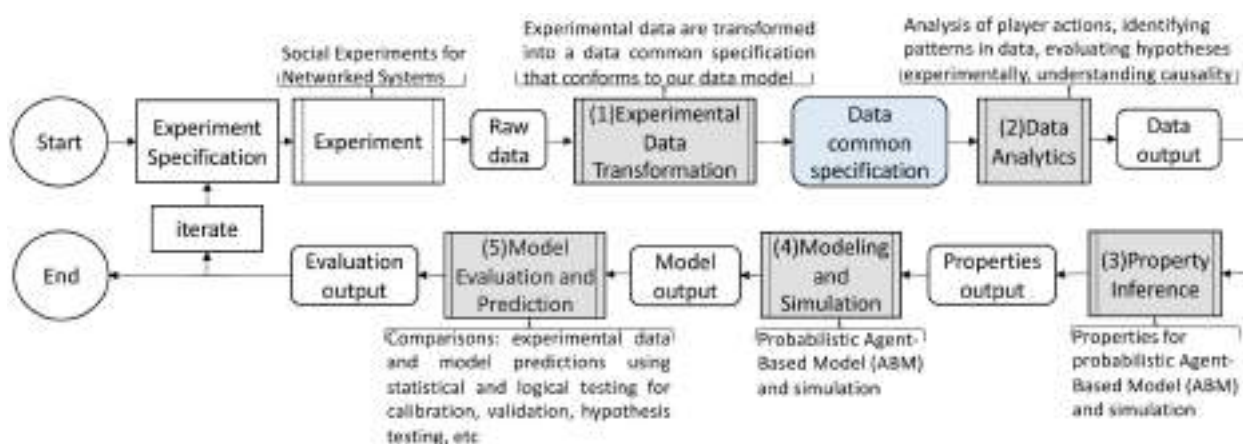 Social Experiments for
Networked Systems
Experimental data are transformed
into a data common specification
that conforms to our data model
Analysis of player actions, identifying
patterns in data, evaluating hypotheses
experimentally, understanding causality
Start
Experiment
Specification
Experiment
Raw
data
(1)Experimental
Data
Transformation
Data
common
specification
(2)Data
Analytics
Data
output
iterate
End
Evaluation
output
(5)Model
Evaluation and
Prediction
Model
output
(4)Modeling
and
Simulation
Properties
output
(3)Property
Inference
Comparisons: experimental data
and model predictions using
statistical and logical testing for
calibration, validation, hypothesis
testing, etc
Probabilistic Agent-
Based Model (ABM)
and simulation
Properties for
probabilistic Agent-
Based Model (ABM)
and simulation